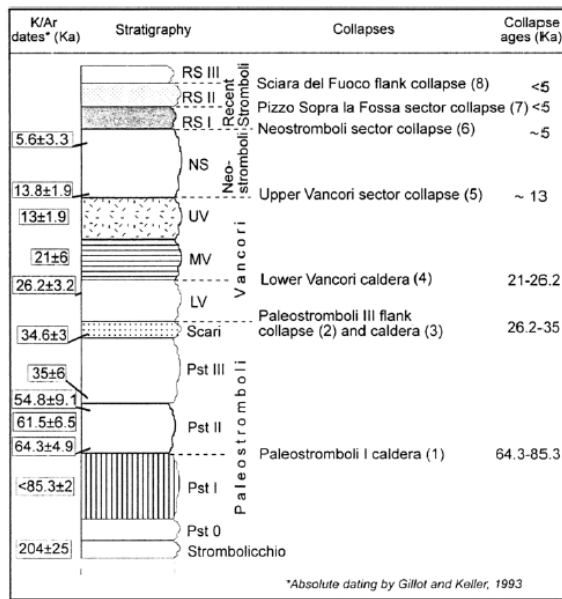 K/Ar dates* (Ka) Stratigraphy Collapses Collapse ages (Ka)
RS III
RS II
RS I
Recent Stromboli
Sciara del Fuoco flank collapse (8) <5
Pizzo Sopra la Fossa sector collapse (7) <5
Neostromboli sector collapse (6) ~5
5.6±3.3
NS
Neo-stromboli
13.8±1.9
Upper Vancori sector collapse (5) ~ 13
13±1.9
UV
21±6
MV
Vancori
26.2±3.2
Lower Vancori caldera (4) 21-26.2
LV
Paleostromboli III flank
collapse (2) and caldera (3) 26.2-35
34.6±3
Scari
35±6
Pst III
54.8±9.1
61.5±6.5
Pst II
64.3±4.9
Paleostromboli
Paleostromboli I caldera (1) 64.3-85.3
<85.3±2
Pst I
Pst 0
204±25
Strombolicchio
*Absolute dating by Gillot and Keller, 1993